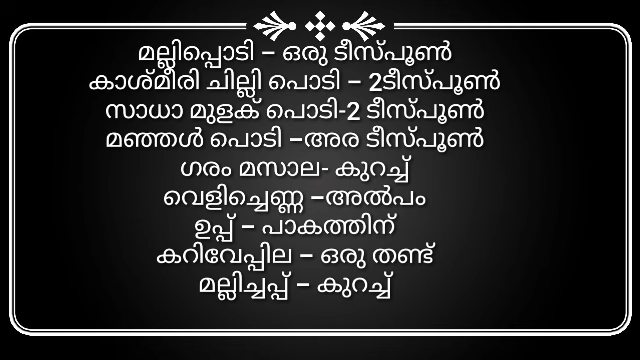 മല്ലിപ്പൊടി – ഒരു ടീസ്പൂൺ
കാശ്മീരി ചില്ലി പൊടി – 2ടീസ്പൂൺ
സാധാ മുളക് പൊടി-2 ടീസ്പൂൺ
മഞ്ഞൾ പൊടി –അര ടീസ്പൂൺ
ഗരം മസാല- കുറച്ച്
വെളിച്ചെണ്ണ –അൽപം
ഉപ്പ് – പാകത്തിന്
കറിവേപ്പില – ഒരു തണ്ട്
മല്ലിച്ചപ്പ് – കുറച്ച്